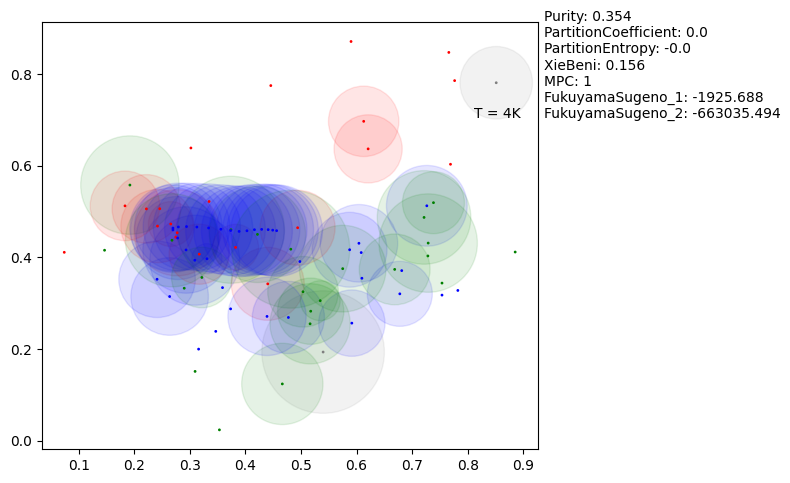 Purity: 0.354
PartitionCoefficient: 0.0
PartitionEntropy: -0.0
XieBeni: 0.156
MPC: 1
FukuyamaSugeno_1: -1925.688
FukuyamaSugeno_2: -663035.494
T = 4K
0.8
0.6
0.4
0.2
0.0
0.1 0.2 0.3 0.4 0.5 0.6 0.7 0.8 0.9